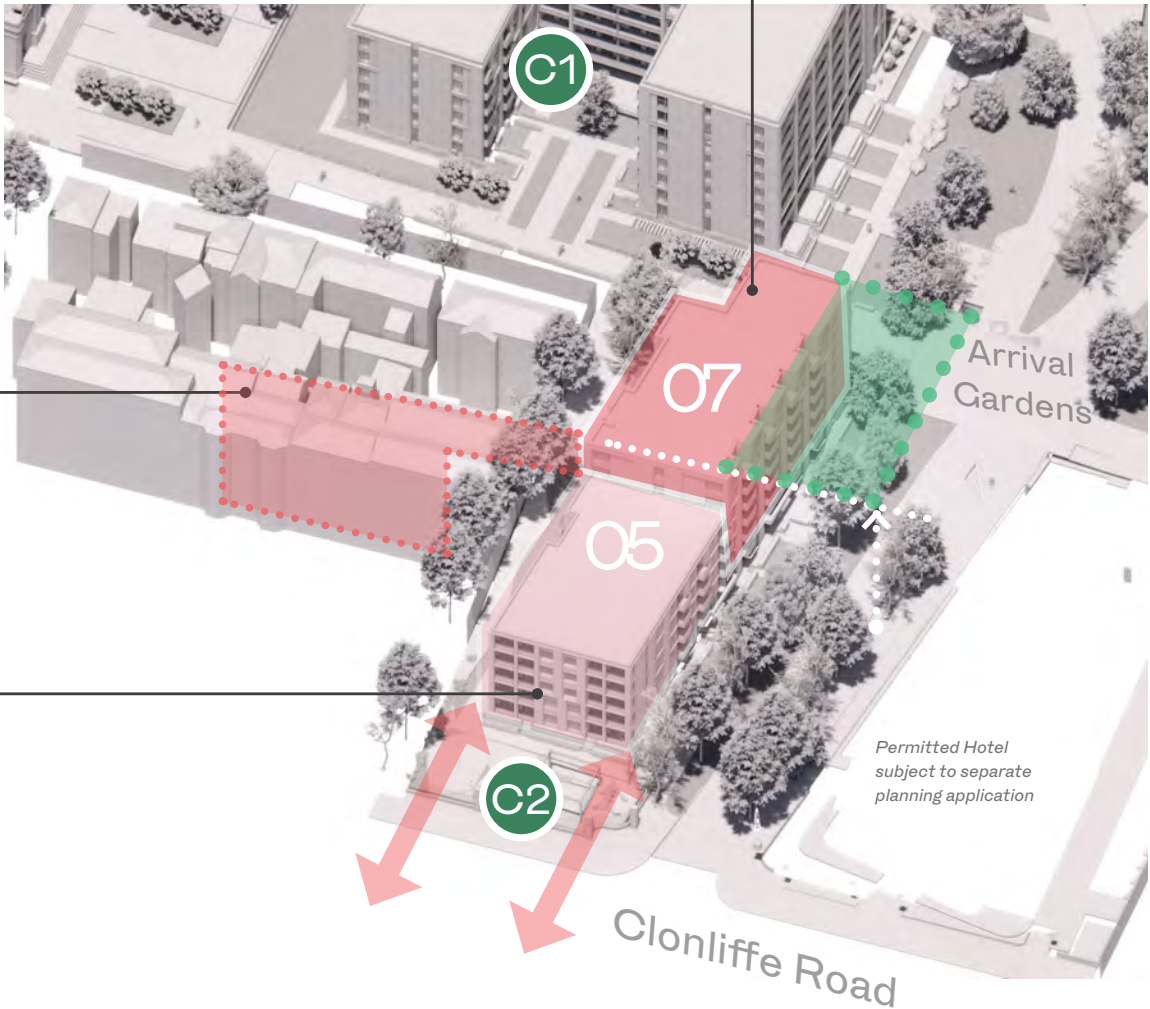 C1
07
Arrival
Gardens
05
Permitted Hotel
subject to separate
planning application
C2
Clonliffe Road